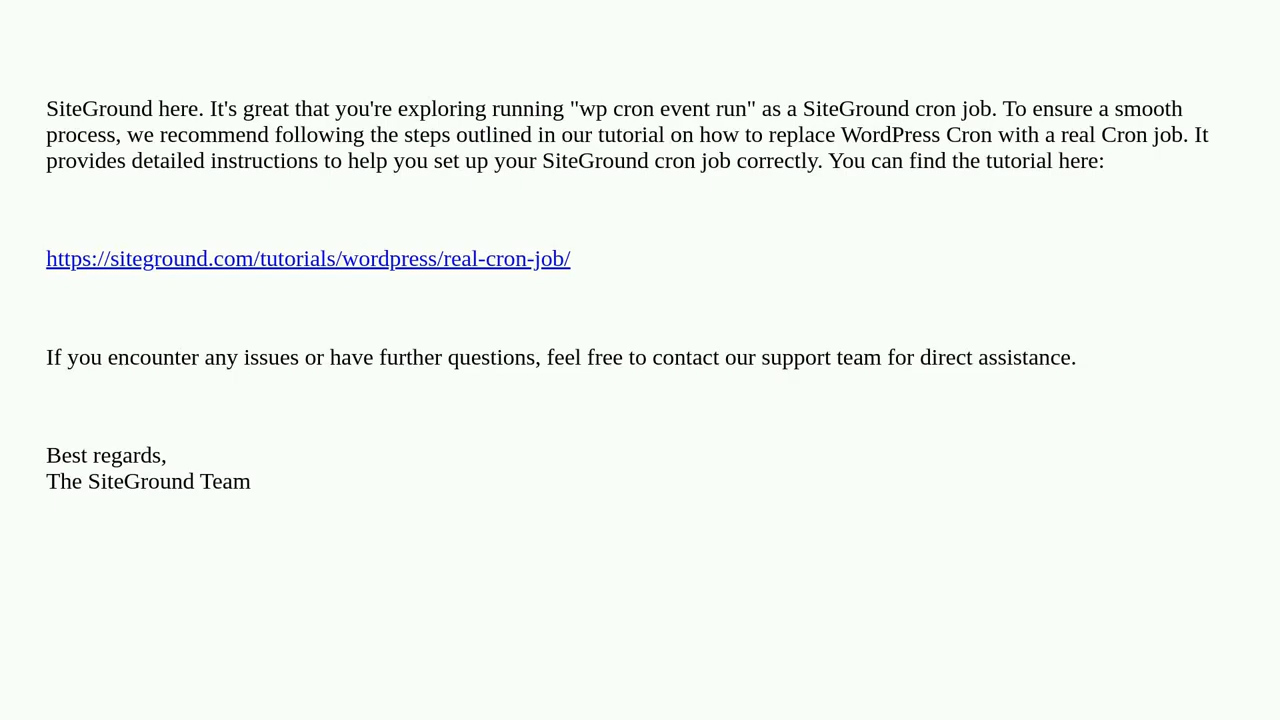 SiteGround here. It's great that you're exploring running "wp cron event run" as a SiteGround cron job. To ensure a smooth
process, we recommend following the steps outlined in our tutorial on how to replace WordPress Cron with a real Cron job. It
provides detailed instructions to help you set up your SiteGround cron job correctly. You can find the tutorial here:
https://siteground.com/tutorials/wordpress/real-cron-job/
If you encounter any issues or have further questions, feel free to contact our support team for direct assistance.
Best regards,
The SiteGround Team